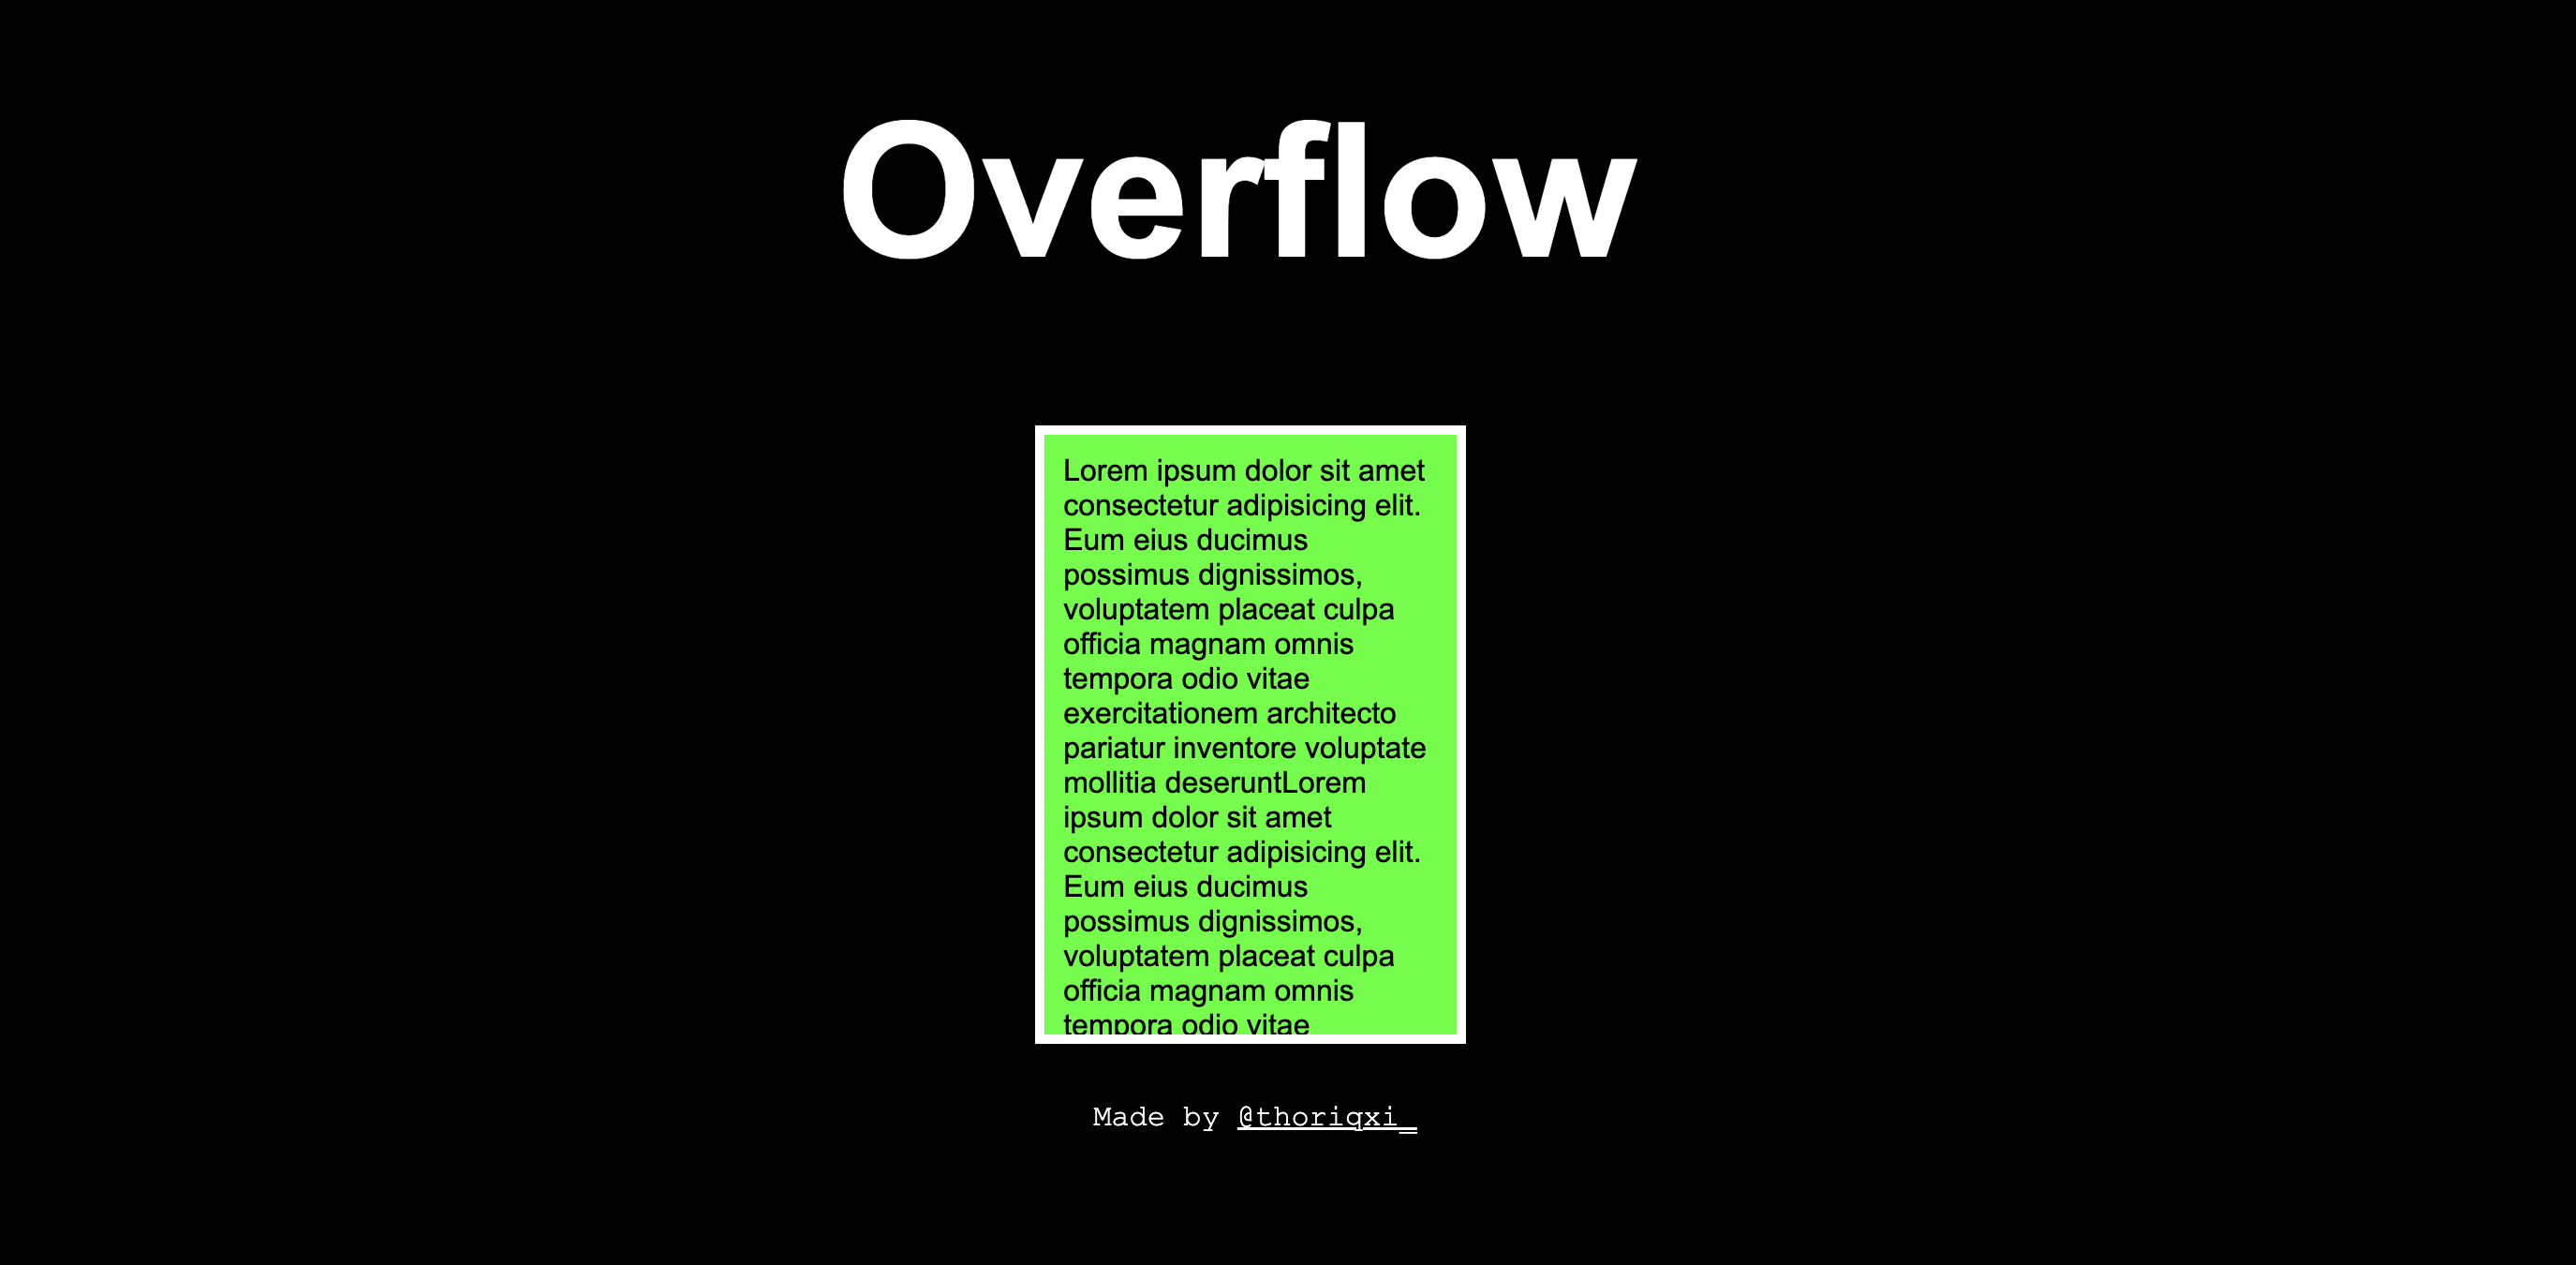 Overflow
Lorem ipsum dolor sit amet
consectetur adipisicing elit.
Eum eius ducimus
possimus dignissimos,
voluptatem placeat culpa
officia magnam omnis
tempora odio vitae
exercitationem architecto
pariatur inventore voluptate
mollitia deseruntLorem
ipsum dolor sit amet
consectetur adipisicing elit.
Eum eius ducimus
possimus dignissimos,
voluptatem placeat culpa
officia magnam omnis
tempora odio vitae
Made by @thoriqxi_